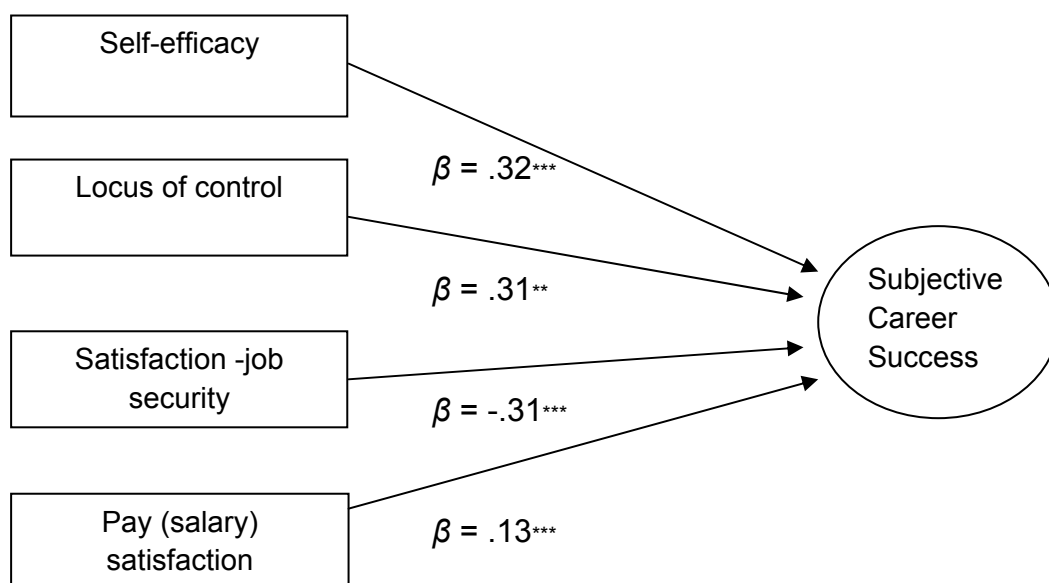 Self-efficacy
β = .32***
Locus of control
β = .31**
Subjective
Career
Success
Satisfaction -job
security
β = -.31***
Pay (salary)
satisfaction
β = .13***